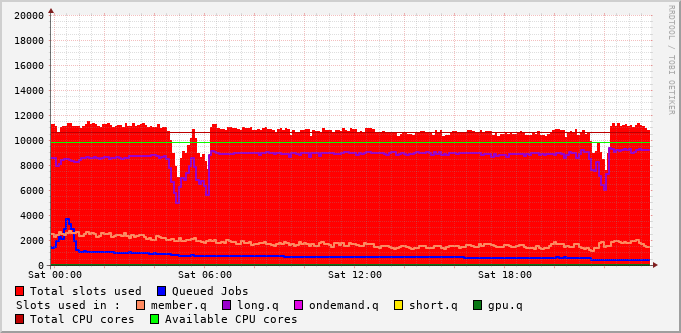 20000
18000
16000
14000
12000
10000
8000
6000
4000
2000
0
Sat 00:00 Sat 06:00 Sat 12:00 Sat 18:00
RRDTOOL / TOBI OETIKER
Total slots used Queued Jobs
Slots used in : member.q long.q ondemand.q short.q gpu.q
Total CPU cores Available CPU cores